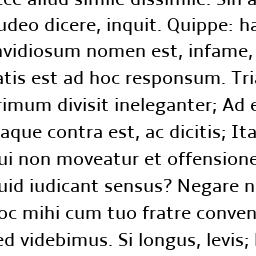 aliud simile dissimile. Sin a
udeo dicere, inquit. Quippe: ha
nvidiosum nomen est, infame,
atis est ad hoc responsum. Tri
rimum divisit ineleganter; Ad e
aque contra est, ac dicitis; Ita
ui non moveatur et offensione
uid iudicant sensus? Negare n
oc mihi cum tuo fratre conven
ed videbimus. Si longus, levis;